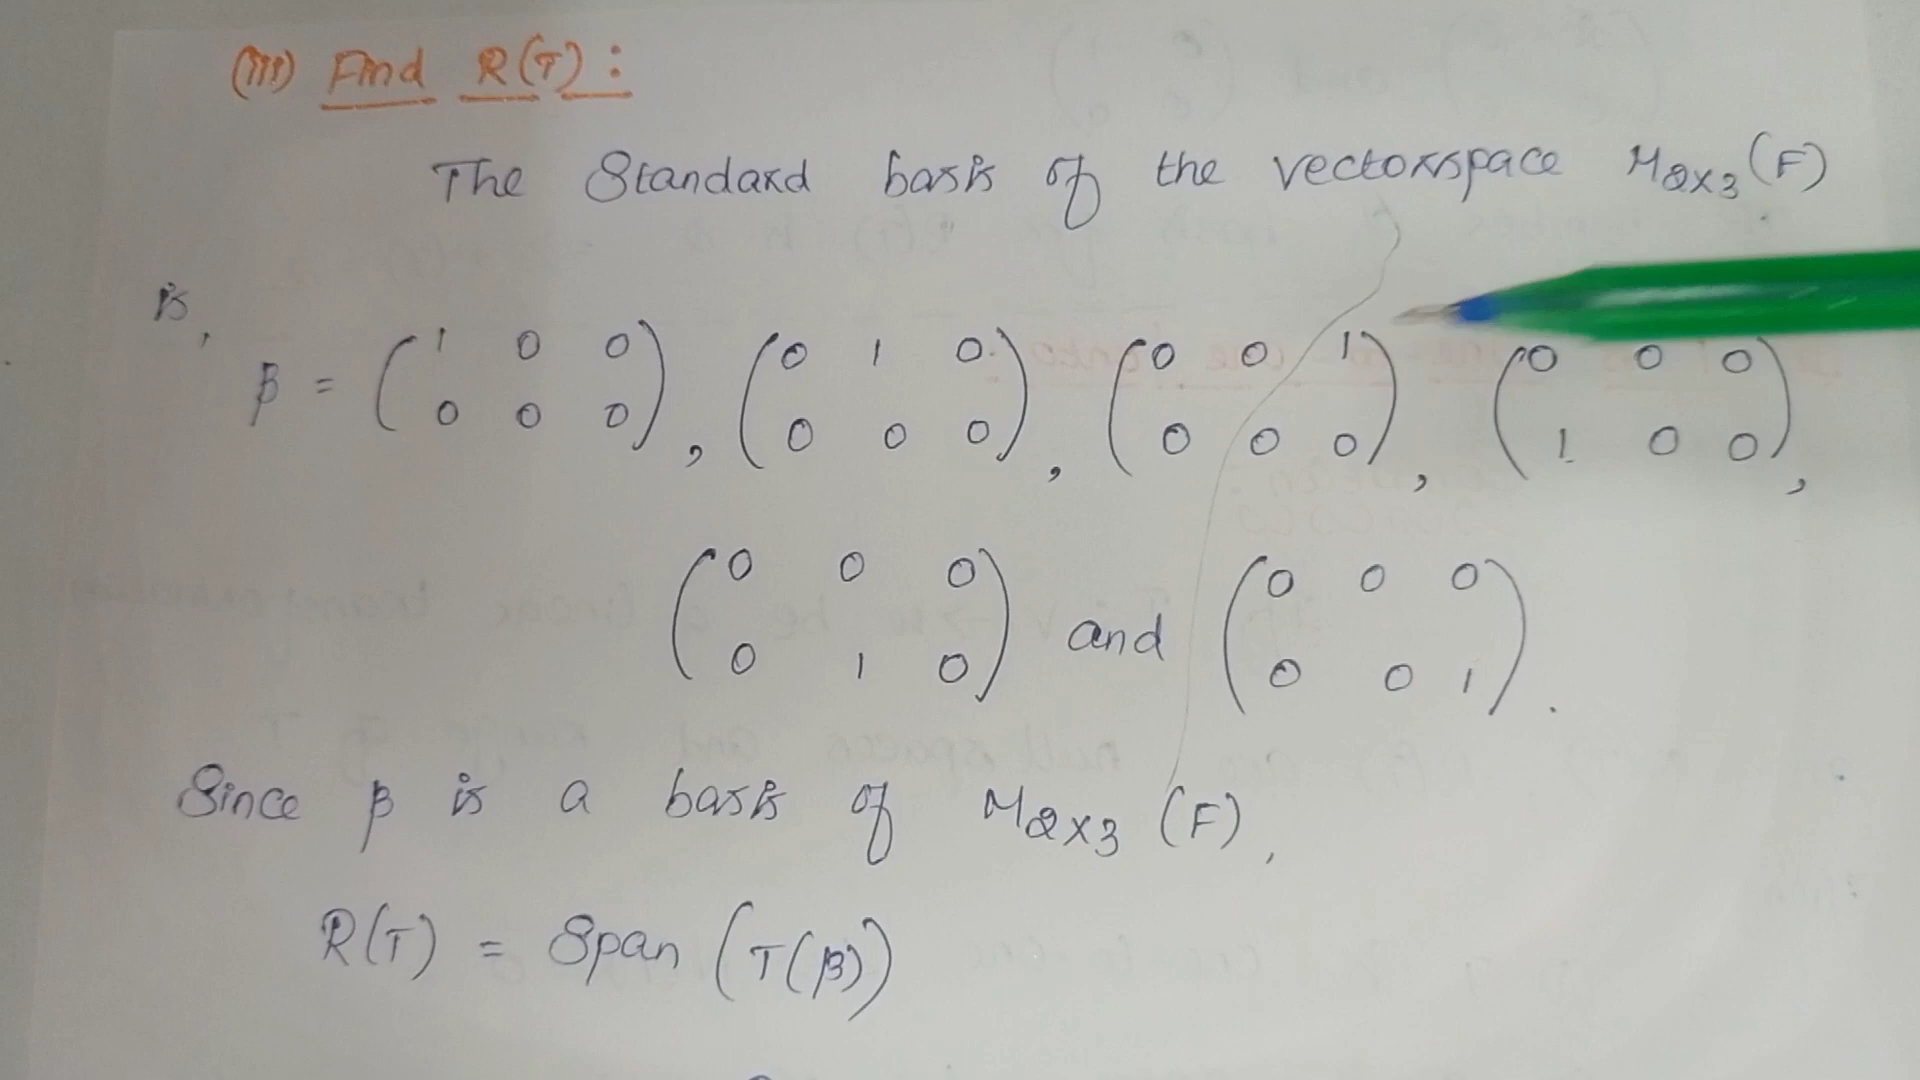 (iii) Find R(T):
The Standard basis of the vectorspace M2x3(F)
is,
β = (1 0 0
0 0 0), (0 1 0
0 0 0), (0 0 1
0 0 0), (0 0 0
1 0 0),
(0 0 0
0 1 0) and (0 0 0
0 0 1).
Since β is a basis of M2x3 (F),
R(T) = Span (T(β))